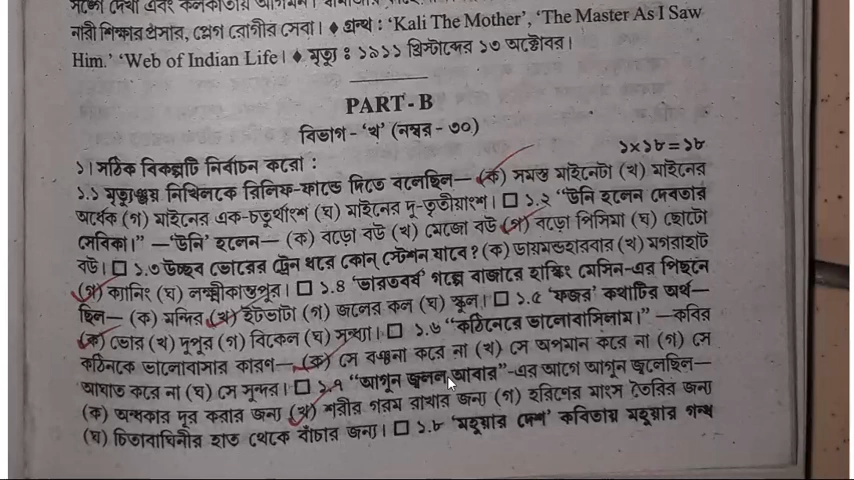 সঙ্গে দেখা এবং কলকাতায় আগমন।
নারী শিক্ষার প্রসার, প্লেগ রোগীর সেবা। ♦ গ্রন্থ : ‘Kali The Mother’, ‘The Master As I Saw
Him.’ ‘Web of Indian Life। ♦ মৃত্যু : ১৯১১ খ্রিস্টাব্দের ১৩ অক্টোবর।
PART-B
বিভাগ - ‘খ’ (নম্বর - ৩০)
১×১৮=১৮
১। সঠিক বিকল্পটি নির্বাচন করো :
১.১ মৃত্যুঞ্জয় নিখিলকে রিলিফ-ফান্ডে দিতে বলেছিল— (ক) সমস্ত মাইনেটা (খ) মাইনের
অর্ধেক (গ) মাইনের এক-চতুর্থাংশ (ঘ) মাইনের দু-তৃতীয়াংশ। □ ১.২ “উনি হলেন দেবতার
সেবিকা।” —‘উনি’ হলেন— (ক) বড়ো বউ (খ) মেজো বউ (গ) বড়ো পিসিমা (ঘ) ছোটো
বউ। □ ১.৩ উচ্ছব ভোরের ট্রেন ধরে কোন্ স্টেশন যাবে? (ক) ডায়মন্ডহারবার (খ) মগরাহাট
(গ) ক্যানিং (ঘ) লক্ষ্মীকান্তপুর। □ ১.৪ ‘ভারতবর্ষ’ গল্পে বাজারে হাস্কিং মেসিন-এর পিছনে
ছিল— (ক) মন্দির (খ) ইটভাটা (গ) জলের কল (ঘ) স্কুল। □ ১.৫ ‘ফজর’ কথাটির অর্থ—
(ক) ভোর (খ) দুপুর (গ) বিকেল (ঘ) সন্ধ্যা। □ ১.৬ “কঠিনেরে ভালোবাসিলাম।” —কবির
কঠিনকে ভালোবাসার কারণ— (ক) সে বঞ্চনা করে না (খ) সে অপমান করে না (গ) সে
আঘাত করে না (ঘ) সে সুন্দর। □ ১.৭ “আগুন জ্বলল আবার”-এর আগে আগুন জ্বলেছিল—
(ক) অন্ধকার দূর করার জন্য (খ) শরীর গরম রাখার জন্য (গ) হরিণের মাংস তৈরির জন্য
(ঘ) চিতাবাঘিনীর হাত থেকে বাঁচার জন্য। □ ১.৮ ‘মহুয়ার দেশ’ কবিতায় মহুয়ার গন্ধ